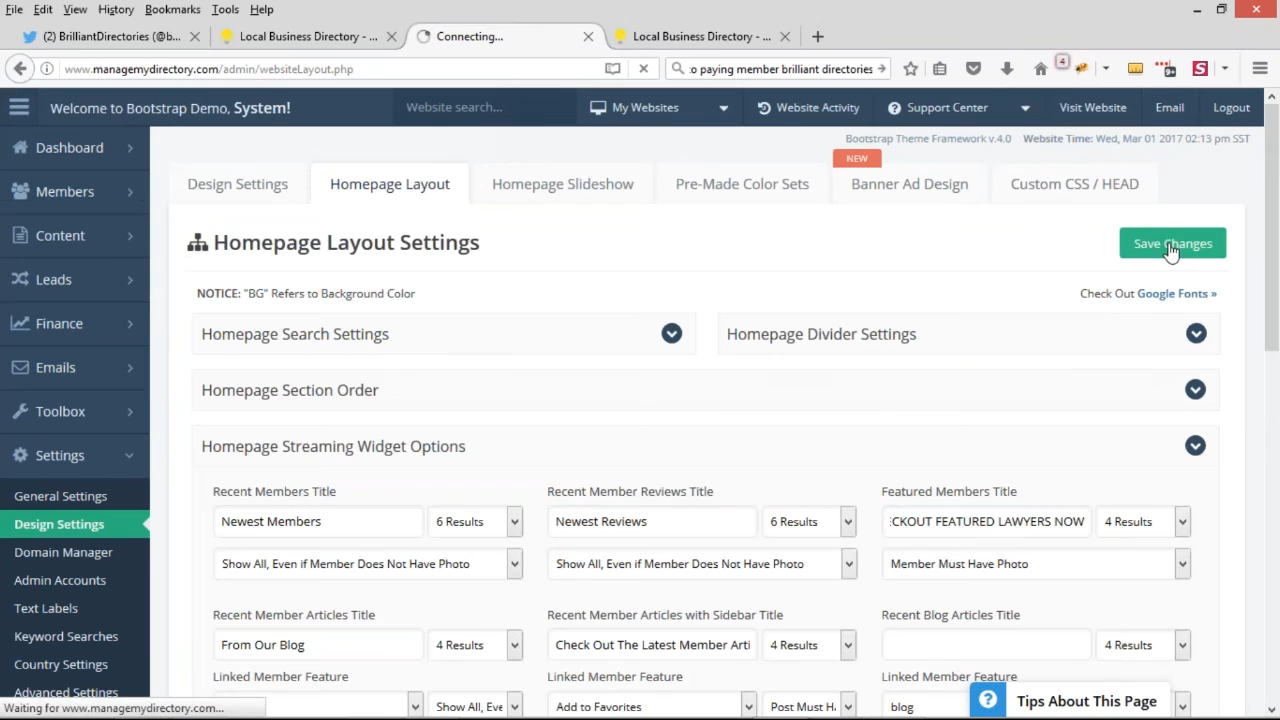 File Edit View History Bookmarks Tools Help
(2) BrilliantDirectories (@b... Local Business Directory - ... Connecting... Local Business Directory - ...
www.managemydirectory.com/admin/websiteLayout.php
:o paying member brilliant directories
4
Welcome to Bootstrap Demo, System!
Website search...
My Websites
Website Activity
Support Center
Visit Website
Email
Logout
Bootstrap Theme Framework v.4.0 Website Time: Wed, Mar 01 2017 02:13 pm SST
Dashboard
Members
Content
Leads
Finance
Emails
Toolbox
Settings
General Settings
Design Settings
Domain Manager
Admin Accounts
Text Labels
Keyword Searches
Country Settings
Advanced Settings
NEW
Design Settings
Homepage Layout
Homepage Slideshow
Pre-Made Color Sets
Banner Ad Design
Custom CSS / HEAD
Homepage Layout Settings
Save Changes
NOTICE: "BG" Refers to Background Color
Check Out Google Fonts »
Homepage Search Settings
Homepage Divider Settings
Homepage Section Order
Homepage Streaming Widget Options
Recent Members Title
Newest Members
6 Results
Show All, Even if Member Does Not Have Photo
Recent Member Reviews Title
Newest Reviews
6 Results
Show All, Even if Member Does Not Have Photo
Featured Members Title
ECKOUT FEATURED LAWYERS NOW
4 Results
Member Must Have Photo
Recent Member Articles Title
From Our Blog
4 Results
Linked Member Feature
Show All, Eve
Recent Member Articles with Sidebar Title
Check Out The Latest Member Arti
4 Results
Linked Member Feature
Add to Favorites
Post Must H
Recent Blog Articles Title
4 Results
Linked Member Feature
blog
Tips About This Page
Waiting for www.managemydirectory.com...